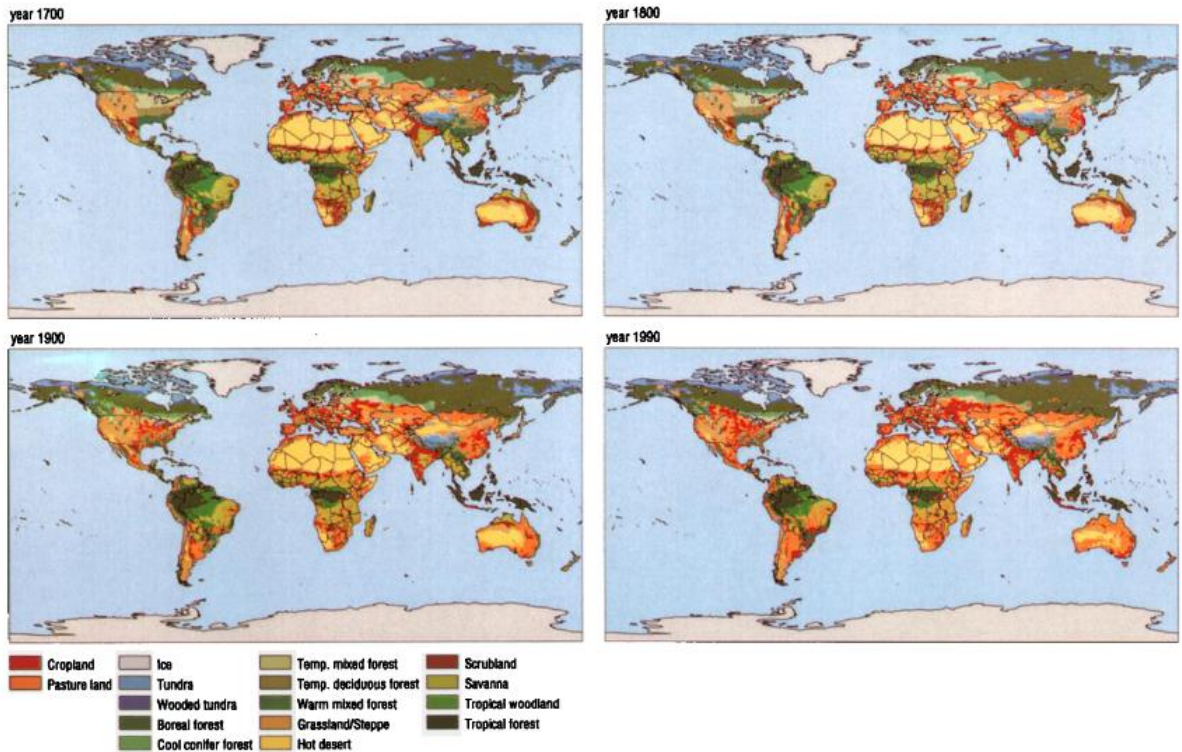 year 1700
year 1800
year 1900
year 1990
Cropland
Pasture land
Ice
Tundra
Wooded tundra
Boreal forest
Cool conifer forest
Temp. mixed forest
Temp. deciduous forest
Warm mixed forest
Grassland/Steppe
Hot desert
Scrubland
Savanna
Tropical woodland
Tropical forest